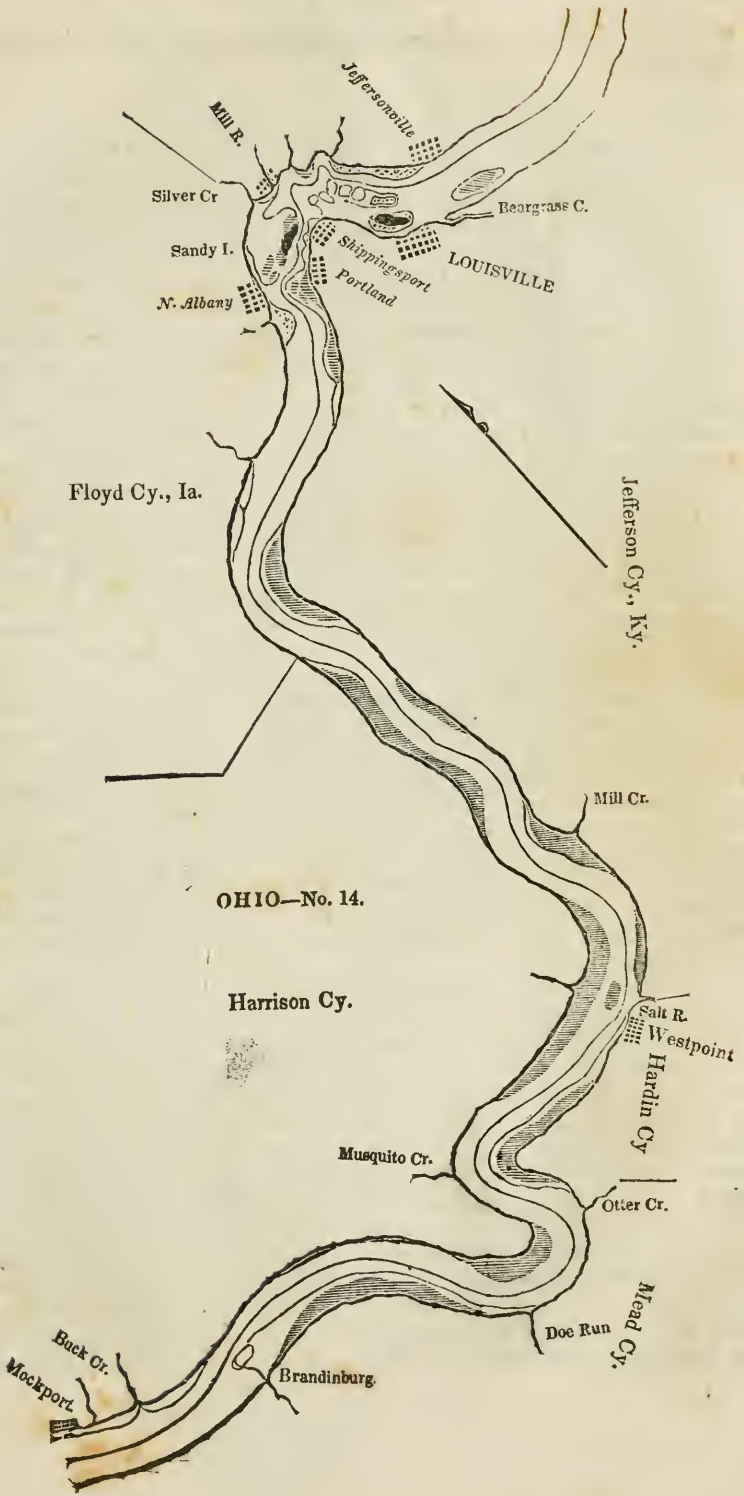 Jeffersonville
Mill R.
Silver Cr
Beargrass C.
Sandy I.
Shippingsport
LOUISVILLE
Portland
N. Albany
Floyd Cy., Ia.
Jefferson Cy., Ky.
Mill Cr.
OHIO—No. 14.
Harrison Cy.
Salt R.
Westpoint
Hardin Cy
Musquito Cr.
Otter Cr.
Mead Cy.
Doe Run
Buck Cr.
Brandinburg.
Mockport